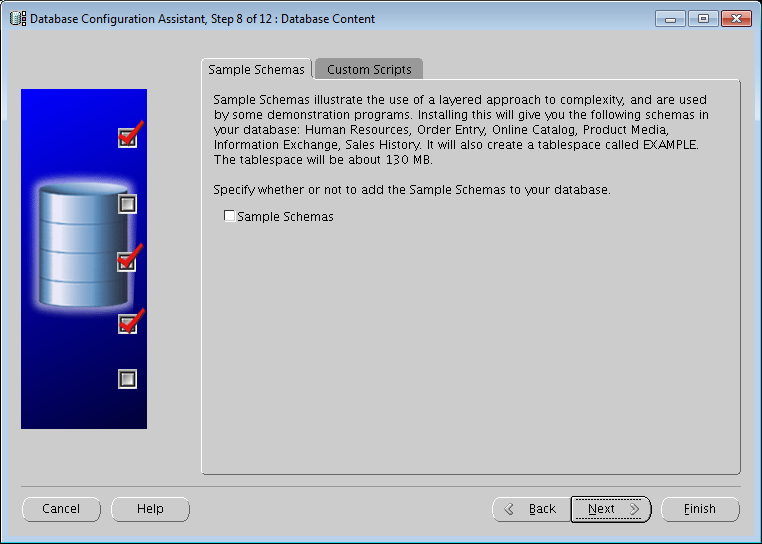 Database Configuration Assistant, Step 8 of 12 : Database Content
Sample Schemas
Custom Scripts
Sample Schemas illustrate the use of a layered approach to complexity, and are used
by some demonstration programs. Installing this will give you the following schemas in
your database: Human Resources, Order Entry, Online Catalog, Product Media,
Information Exchange, Sales History. It will also create a tablespace called EXAMPLE.
The tablespace will be about 130 MB.
Specify whether or not to add the Sample Schemas to your database.
Sample Schemas
Cancel
Help
Back
Next
Finish